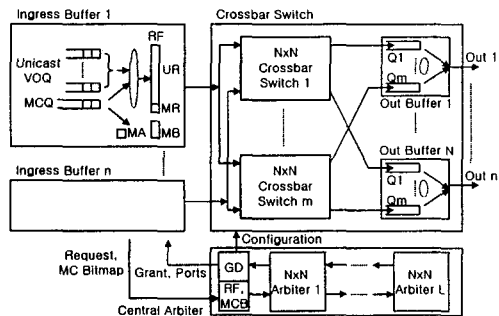 Ingress Buffer 1
RF
Crossbar Switch
Unicast
VOQ
MCQ
UR
MR
MA
MB
NxN
Crossbar
Switch 1
Q1
Qm
Out 1
Out Buffer 1
Out Buffer N
Q1
Qm
Out n
Ingress Buffer n
NxN
Crossbar
Switch m
Configuration
Request,
MC Bitmap
Grant, Ports
Central Arbiter
GD
RF,
MCB
NxN
Arbiter 1
NxN
Arbiter L